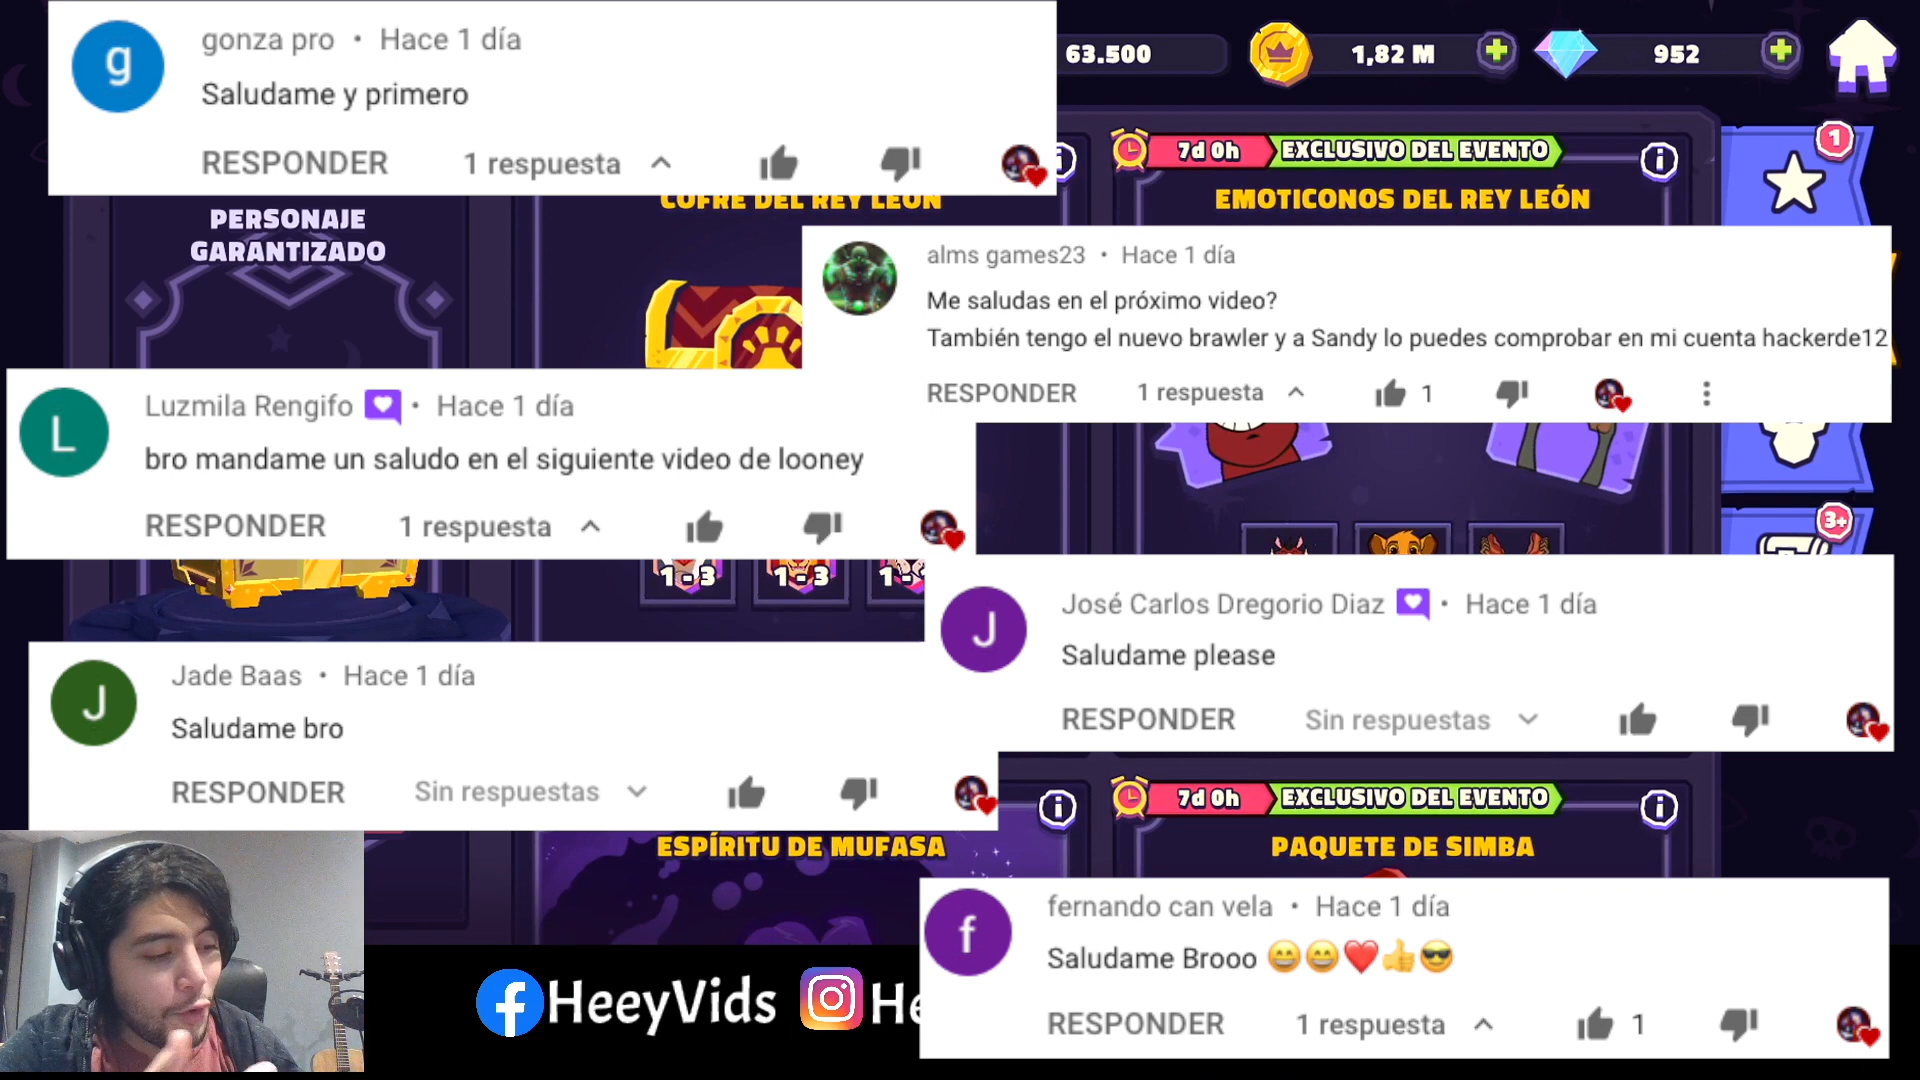 g
gonza pro • Hace 1 día
Saludame y primero
RESPONDER 1 respuesta
63.500
1,82 M
952
7d 0h EXCLUSIVO DEL EVENTO
1
PERSONAJE
GARANTIZADO
COFRE DEL REY LEÓN
EMOTICONOS DEL REY LEÓN
alms games23 • Hace 1 día
Me saludas en el próximo video?
También tengo el nuevo brawler y a Sandy lo puedes comprobar en mi cuenta hackerde12
RESPONDER 1 respuesta 1
L
Luzmila Rengifo • Hace 1 día
bro mandame un saludo en el siguiente video de looney
RESPONDER 1 respuesta
3+
1-3 1-3
J
José Carlos Dregorio Diaz • Hace 1 día
Saludame please
RESPONDER Sin respuestas
J
Jade Baas • Hace 1 día
Saludame bro
RESPONDER Sin respuestas
7d 0h EXCLUSIVO DEL EVENTO
ESPÍRITU DE MUFASA
PAQUETE DE SIMBA
f
fernando can vela • Hace 1 día
Saludame Brooo 😄😄❤️👍😎
RESPONDER 1 respuesta 1
HeeyVids